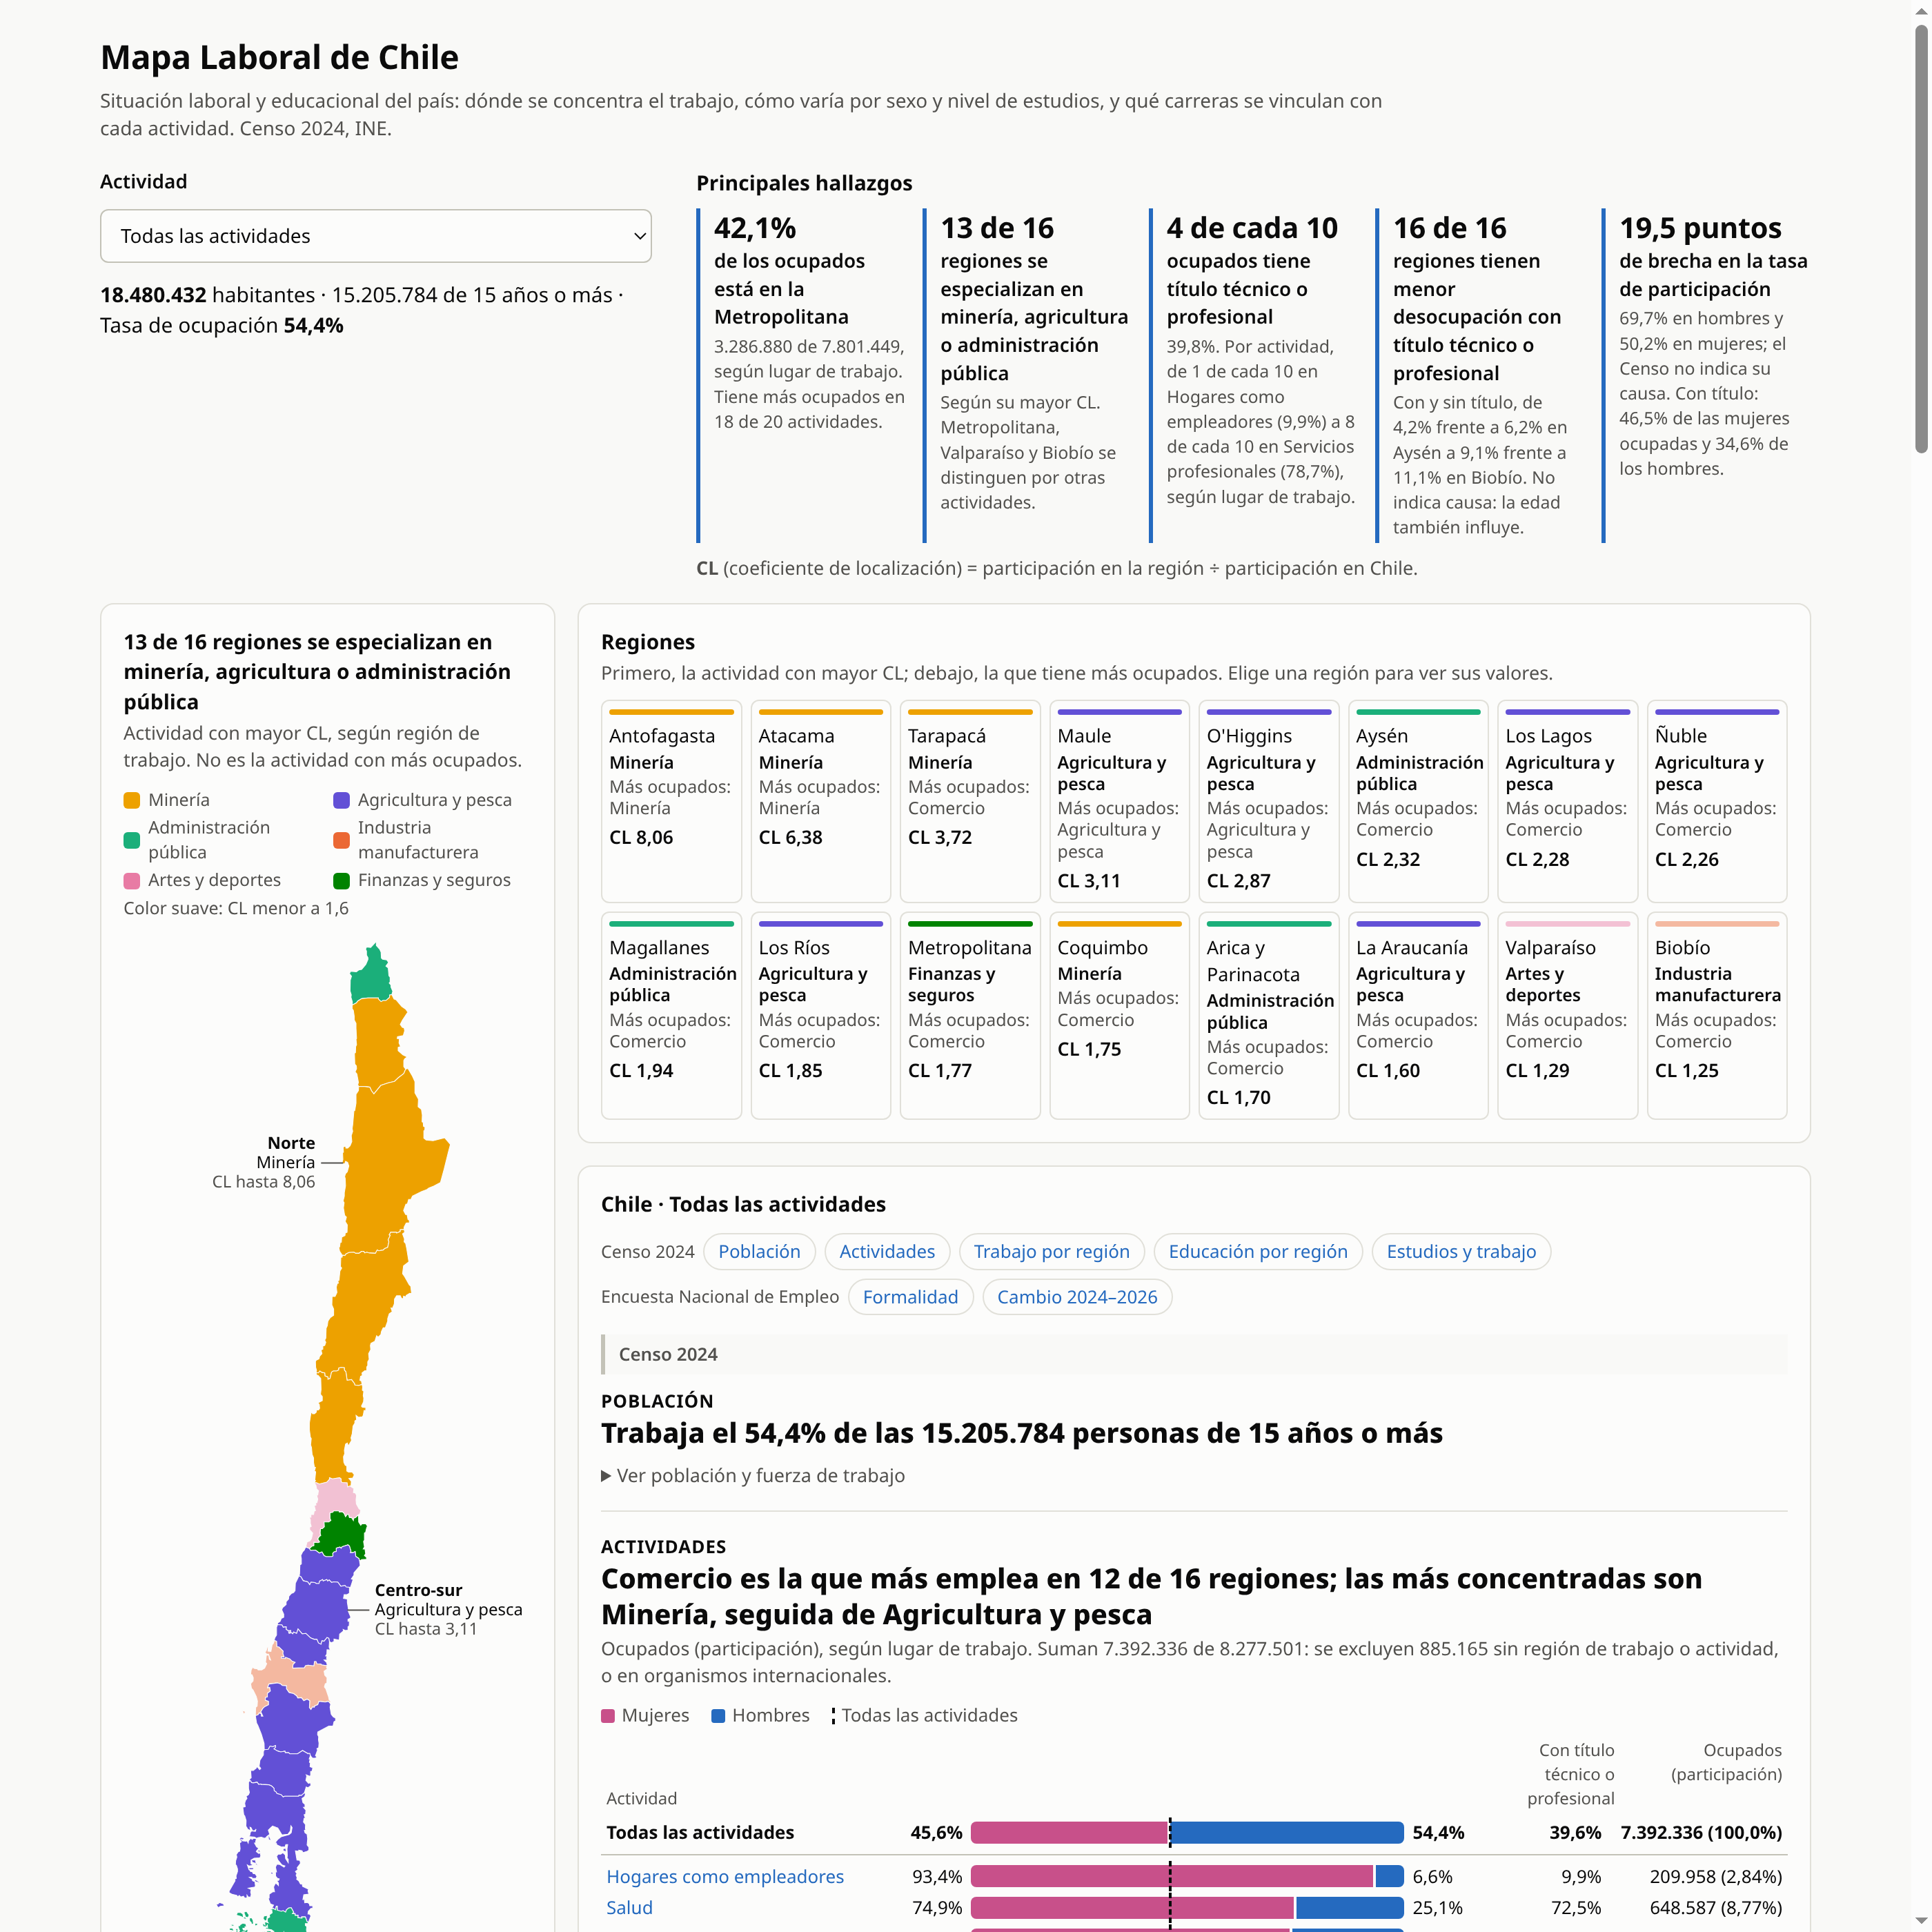 Mapa Laboral de Chile
Situación laboral y educacional del país: dónde se concentra el trabajo, cómo varía por sexo y nivel de estudios, y qué carreras se vinculan con
cada actividad. Censo 2024, INE.
Actividad
Todas las actividades
18.480.432 habitantes · 15.205.784 de 15 años o más ·
Tasa de ocupación 54,4%
Principales hallazgos
42,1%
de los ocupados
está en la
Metropolitana
3.286.880 de 7.801.449,
según lugar de trabajo.
Tiene más ocupados en
18 de 20 actividades.
13 de 16
regiones se
especializan en
minería, agricultura
o administración
pública
Según su mayor CL.
Metropolitana,
Valparaíso y Biobío se
distinguen por otras
actividades.
4 de cada 10
ocupados tiene
título técnico o
profesional
39,8%. Por actividad,
de 1 de cada 10 en
Hogares como
empleadores (9,9%) a 8
de cada 10 en Servicios
profesionales (78,7%),
según lugar de trabajo.
16 de 16
regiones tienen
menor
desocupación con
título técnico o
profesional
Con y sin título, de
4,2% frente a 6,2% en
Aysén a 9,1% frente a
11,1% en Biobío. No
indica causa: la edad
también influye.
19,5 puntos
de brecha en la tasa
de participación
69,7% en hombres y
50,2% en mujeres; el
Censo no indica su
causa. Con título:
46,5% de las mujeres
ocupadas y 34,6% de
los hombres.
CL (coeficiente de localización) = participación en la región ÷ participación en Chile.
13 de 16 regiones se especializan en
minería, agricultura o administración
pública
Actividad con mayor CL, según región de
trabajo. No es la actividad con más ocupados.
Minería
Agricultura y pesca
Administración
pública
Industria
manufacturera
Artes y deportes
Finanzas y seguros
Color suave: CL menor a 1,6
Norte
Minería
CL hasta 8,06
Centro-sur
Agricultura y pesca
CL hasta 3,11
Regiones
Primero, la actividad con mayor CL; debajo, la que tiene más ocupados. Elige una región para ver sus valores.
Antofagasta
Minería
Más ocupados:
Minería
CL 8,06
Atacama
Minería
Más ocupados:
Minería
CL 6,38
Tarapacá
Minería
Más ocupados:
Comercio
CL 3,72
Maule
Agricultura y
pesca
Más ocupados:
Agricultura y
pesca
CL 3,11
O'Higgins
Agricultura y
pesca
Más ocupados:
Agricultura y
pesca
CL 2,87
Aysén
Administración
pública
Más ocupados:
Comercio
CL 2,32
Los Lagos
Agricultura y
pesca
Más ocupados:
Comercio
CL 2,28
Ñuble
Agricultura y
pesca
Más ocupados:
Comercio
CL 2,26
Magallanes
Administración
pública
Más ocupados:
Comercio
CL 1,94
Los Ríos
Agricultura y
pesca
Más ocupados:
Comercio
CL 1,85
Metropolitana
Finanzas y
seguros
Más ocupados:
Comercio
CL 1,77
Coquimbo
Minería
Más ocupados:
Comercio
CL 1,75
Arica y
Parinacota
Administración
pública
Más ocupados:
Comercio
CL 1,70
La Araucanía
Agricultura y
pesca
Más ocupados:
Comercio
CL 1,60
Valparaíso
Artes y
deportes
Más ocupados:
Comercio
CL 1,29
Biobío
Industria
manufacturera
Más ocupados:
Comercio
CL 1,25
Chile · Todas las actividades
Censo 2024 Población Actividades Trabajo por región Educación por región Estudios y trabajo
Encuesta Nacional de Empleo Formalidad Cambio 2024–2026
Censo 2024
POBLACIÓN
Trabaja el 54,4% de las 15.205.784 personas de 15 años o más
Ver población y fuerza de trabajo
ACTIVIDADES
Comercio es la que más emplea en 12 de 16 regiones; las más concentradas son
Minería, seguida de Agricultura y pesca
Ocupados (participación), según lugar de trabajo. Suman 7.392.336 de 8.277.501: se excluyen 885.165 sin región de trabajo o actividad,
o en organismos internacionales.
Mujeres Hombres Todas las actividades
Actividad
Con título
técnico o
profesional
Ocupados
(participación)
Todas las actividades 45,6% 54,4% 39,6% 7.392.336 (100,0%)
Hogares como empleadores 93,4% 6,6% 9,9% 209.958 (2,84%)
Salud 74,9% 25,1% 72,5% 648.587 (8,77%)